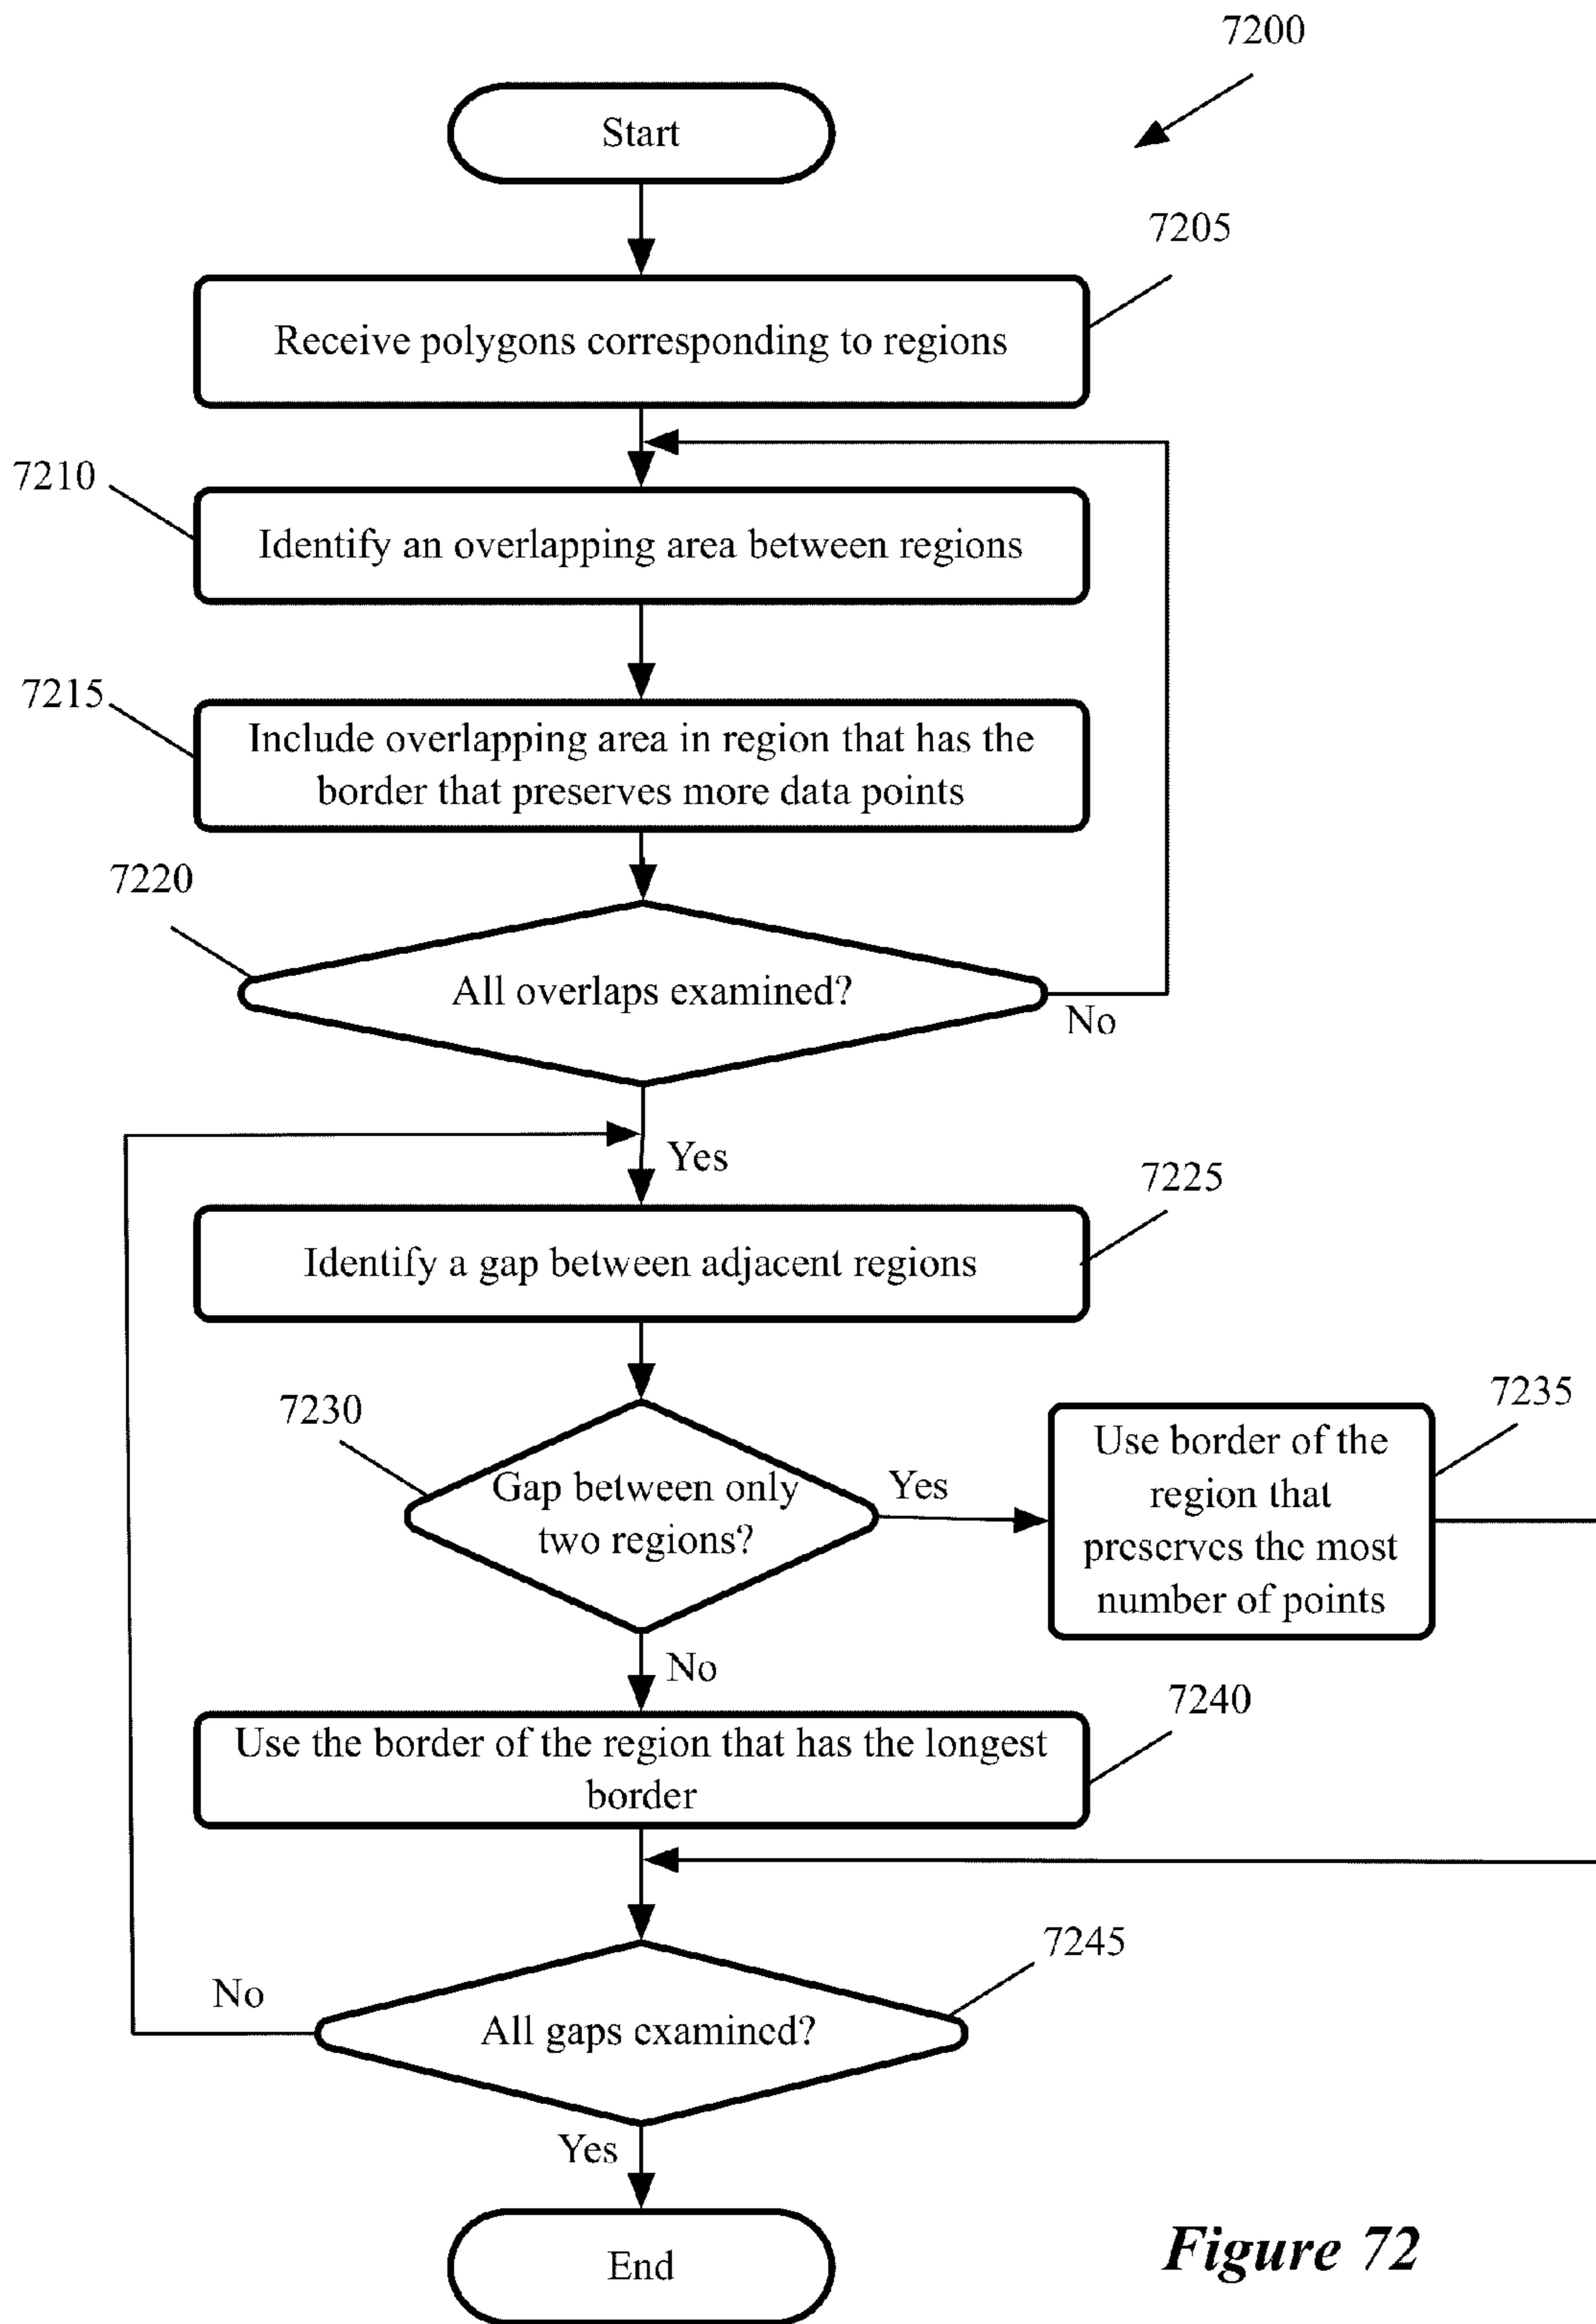 7200
Start
7205
Receive polygons corresponding to regions
7210
Identify an overlapping area between regions
7215
Include overlapping area in region that has the
border that preserves more data points
7220
All overlaps examined?
No
Yes
7225
Identify a gap between adjacent regions
7230
Gap between only
two regions?
Yes
7235
Use border of the
region that
preserves the most
number of points
No
7240
Use the border of the region that has the longest
border
7245
No
All gaps examined?
Yes
End
Figure 72